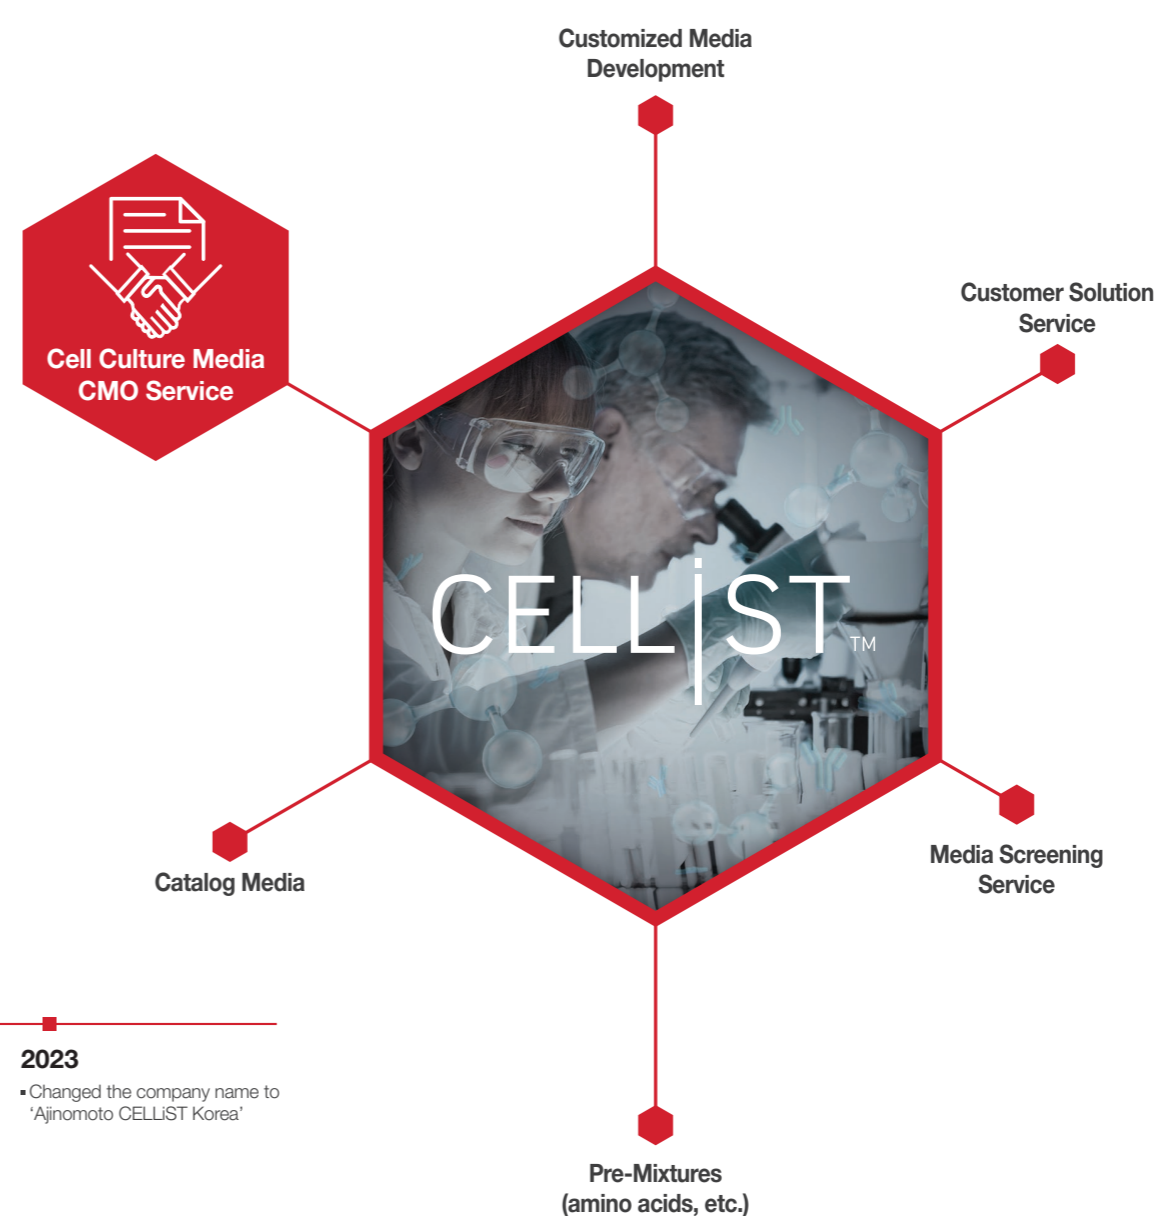 Customized Media
Development
Cell Culture Media
CMO Service
Customer Solution
Service
CELLiST TM
Media Screening
Service
Catalog Media
2023
▪ Changed the company name to
‘Ajinomoto CELLiST Korea’
Pre-Mixtures
(amino acids, etc.)